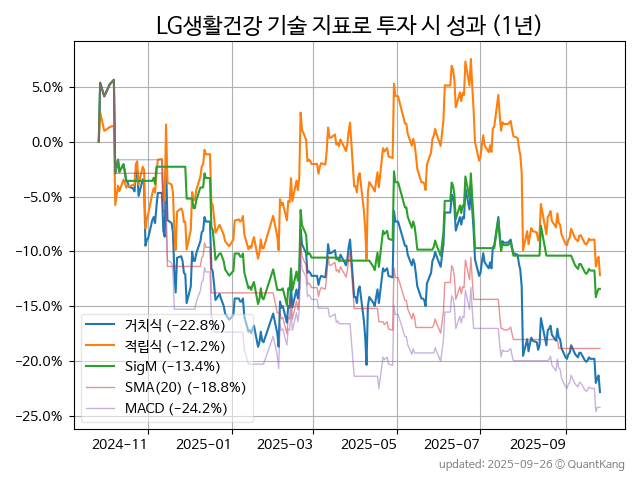 LG생활건강 기술 지표로 투자 시 성과 (1년)
5.0%
0.0%
−5.0%
−10.0%
−15.0%
−20.0%
−25.0%
거치식 (−22.8%)
적립식 (−12.2%)
SigM (−13.4%)
SMA(20) (−18.8%)
MACD (−24.2%)
2024-11 2025-01 2025-03 2025-05 2025-07 2025-09
updated: 2025-09-26 © QuantKang